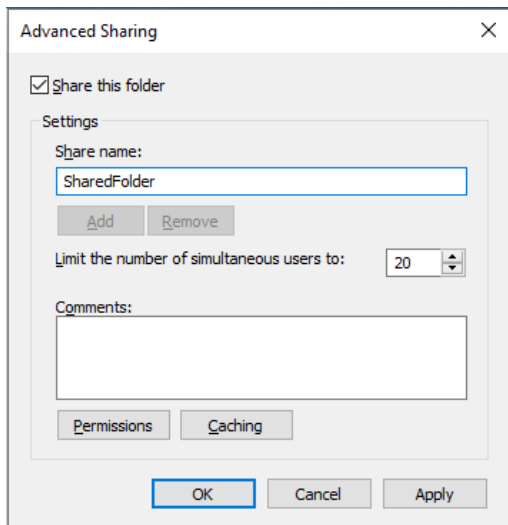 Advanced Sharing
Share this folder
Settings
Share name:
SharedFolder
Add Remove
Limit the number of simultaneous users to: 20
Comments:
Permissions Caching
OK Cancel Apply